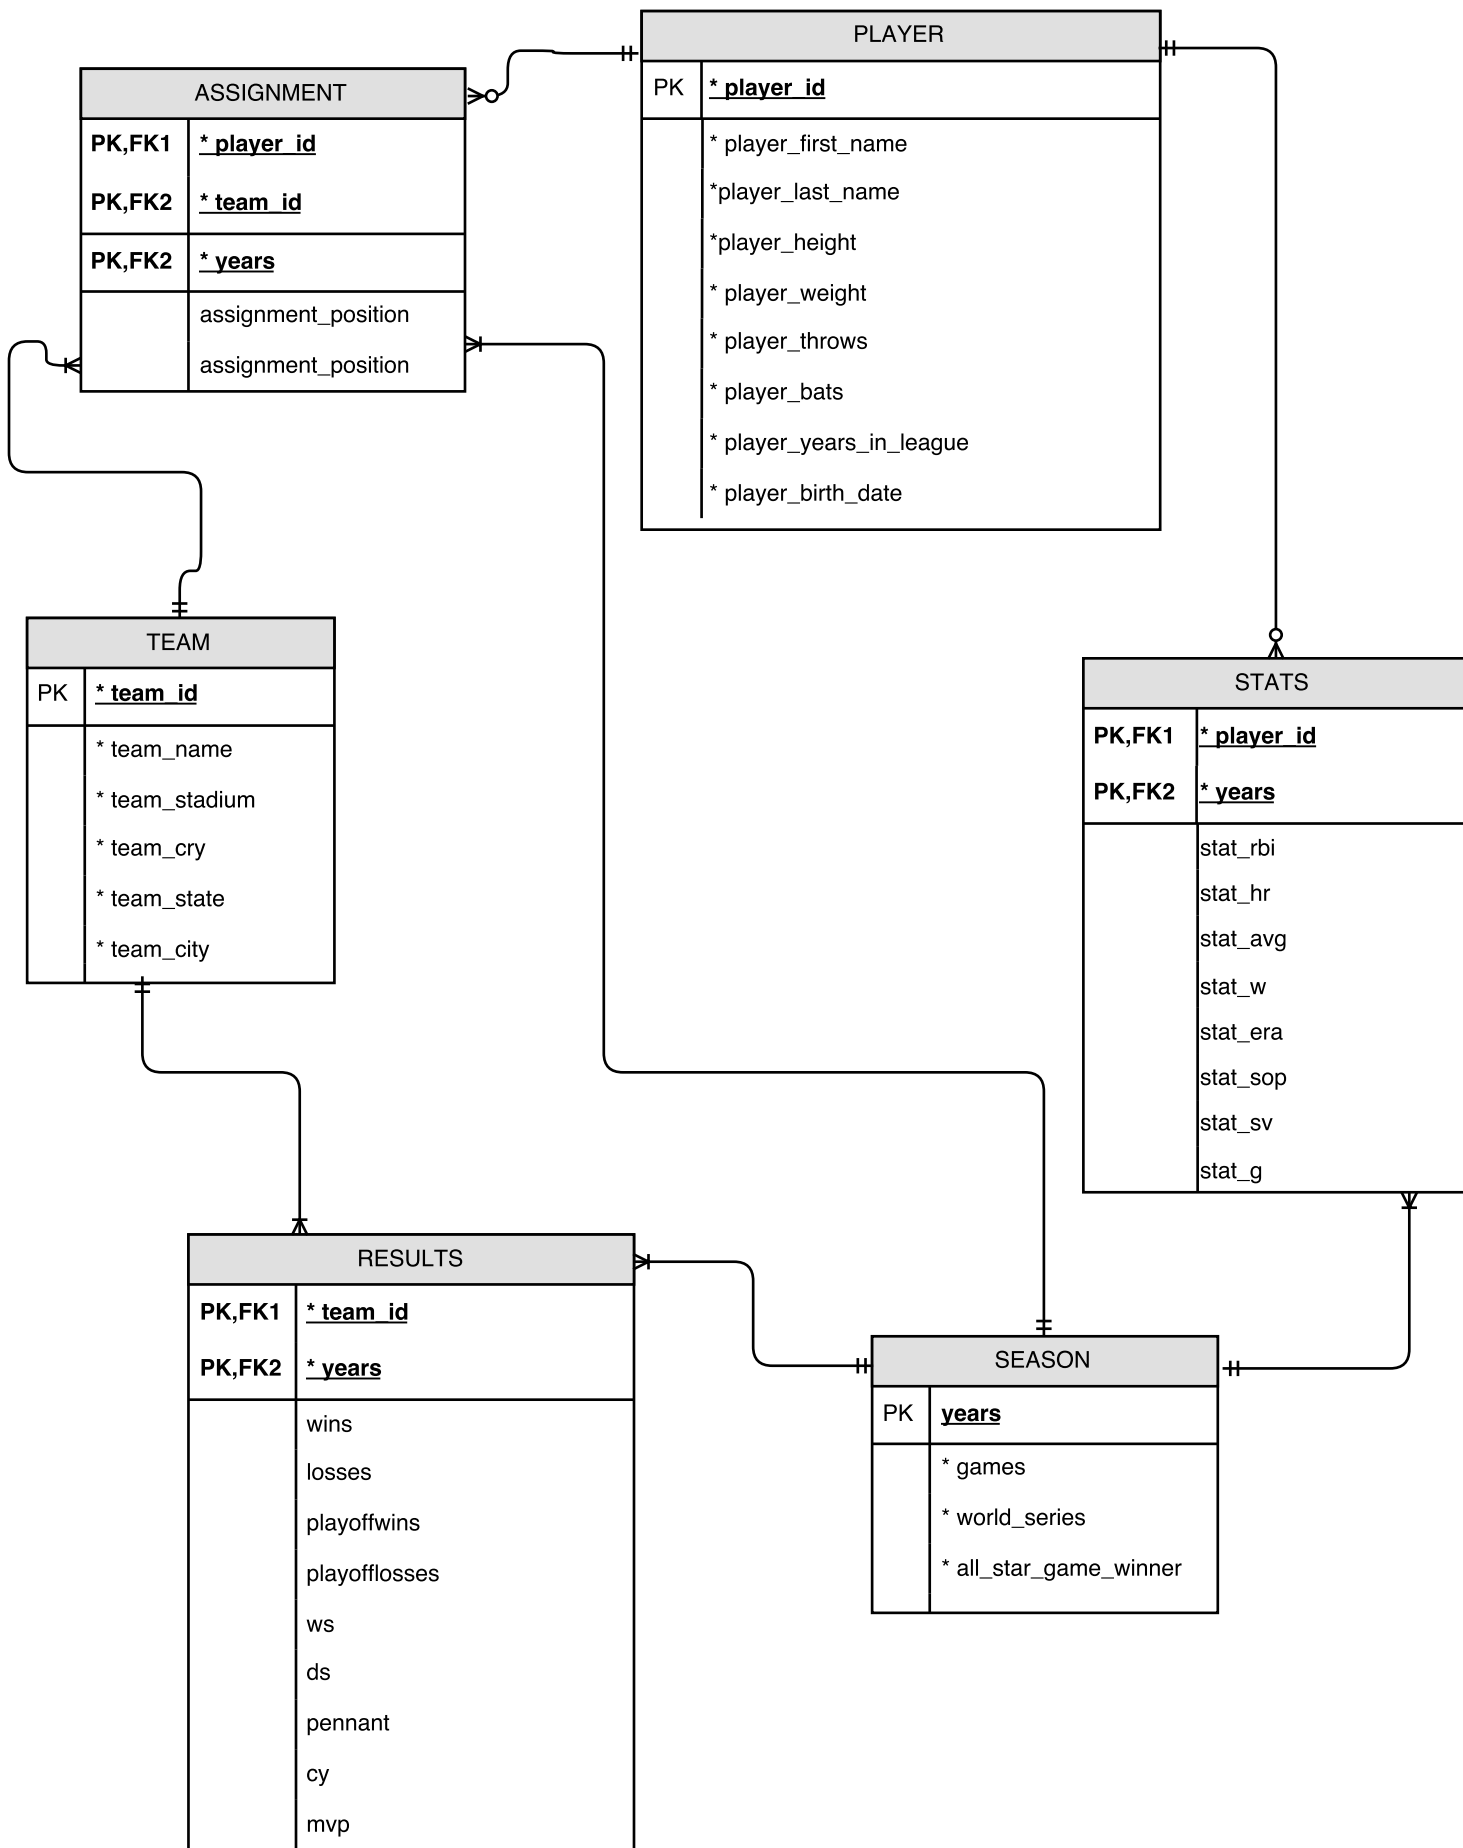 PLAYER
PK * player_id
* player_first_name
*player_last_name
*player_height
* player_weight
* player_throws
* player_bats
* player_years_in_league
* player_birth_date
ASSIGNMENT
PK,FK1 * player_id
PK,FK2 * team_id
PK,FK2 * years
assignment_position
assignment_position
TEAM
PK * team_id
* team_name
* team_stadium
* team_cry
* team_state
* team_city
STATS
PK,FK1 * player_id
PK,FK2 * years
stat_rbi
stat_hr
stat_avg
stat_w
stat_era
stat_sop
stat_sv
stat_g
RESULTS
PK,FK1 * team_id
PK,FK2 * years
wins
losses
playoffwins
playofflosses
ws
ds
pennant
cy
mvp
SEASON
PK years
* games
* world_series
* all_star_game_winner